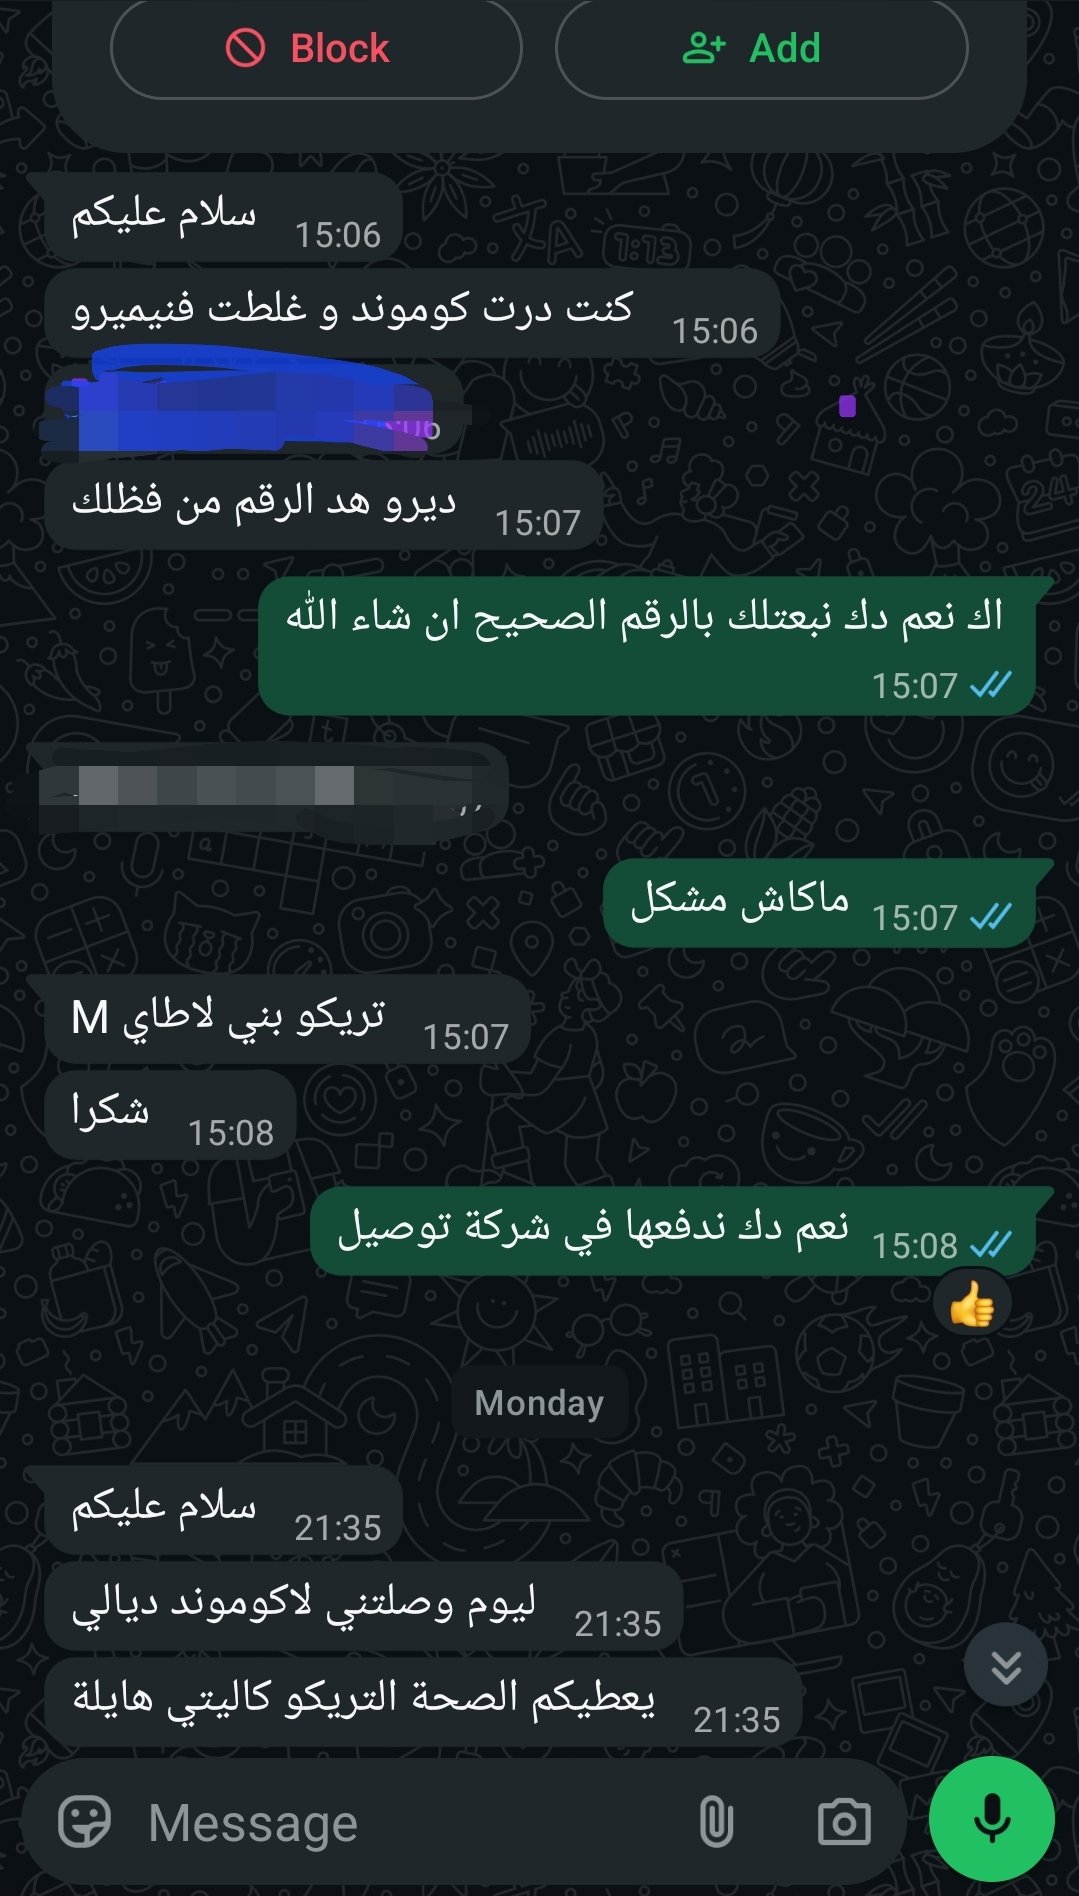 Block
Add
سلام عليكم
15:06
كنت درت كوموند و غلطت فنيميرو
15:06
ديرو هد الرقم من فظلك
15:07
اك نعم دك نبعتلك بالرقم الصحيح ان شاء الله
15:07
ماكاش مشكل
15:07
تريكو بني لاطاي M
15:07
شكرا
15:08
نعم دك ندفعها في شركة توصيل
15:08
Monday
سلام عليكم
21:35
ليوم وصلتني لاكوموند ديالي
21:35
يعطيكم الصحة التريكو كاليتي هايلة
21:35
Message